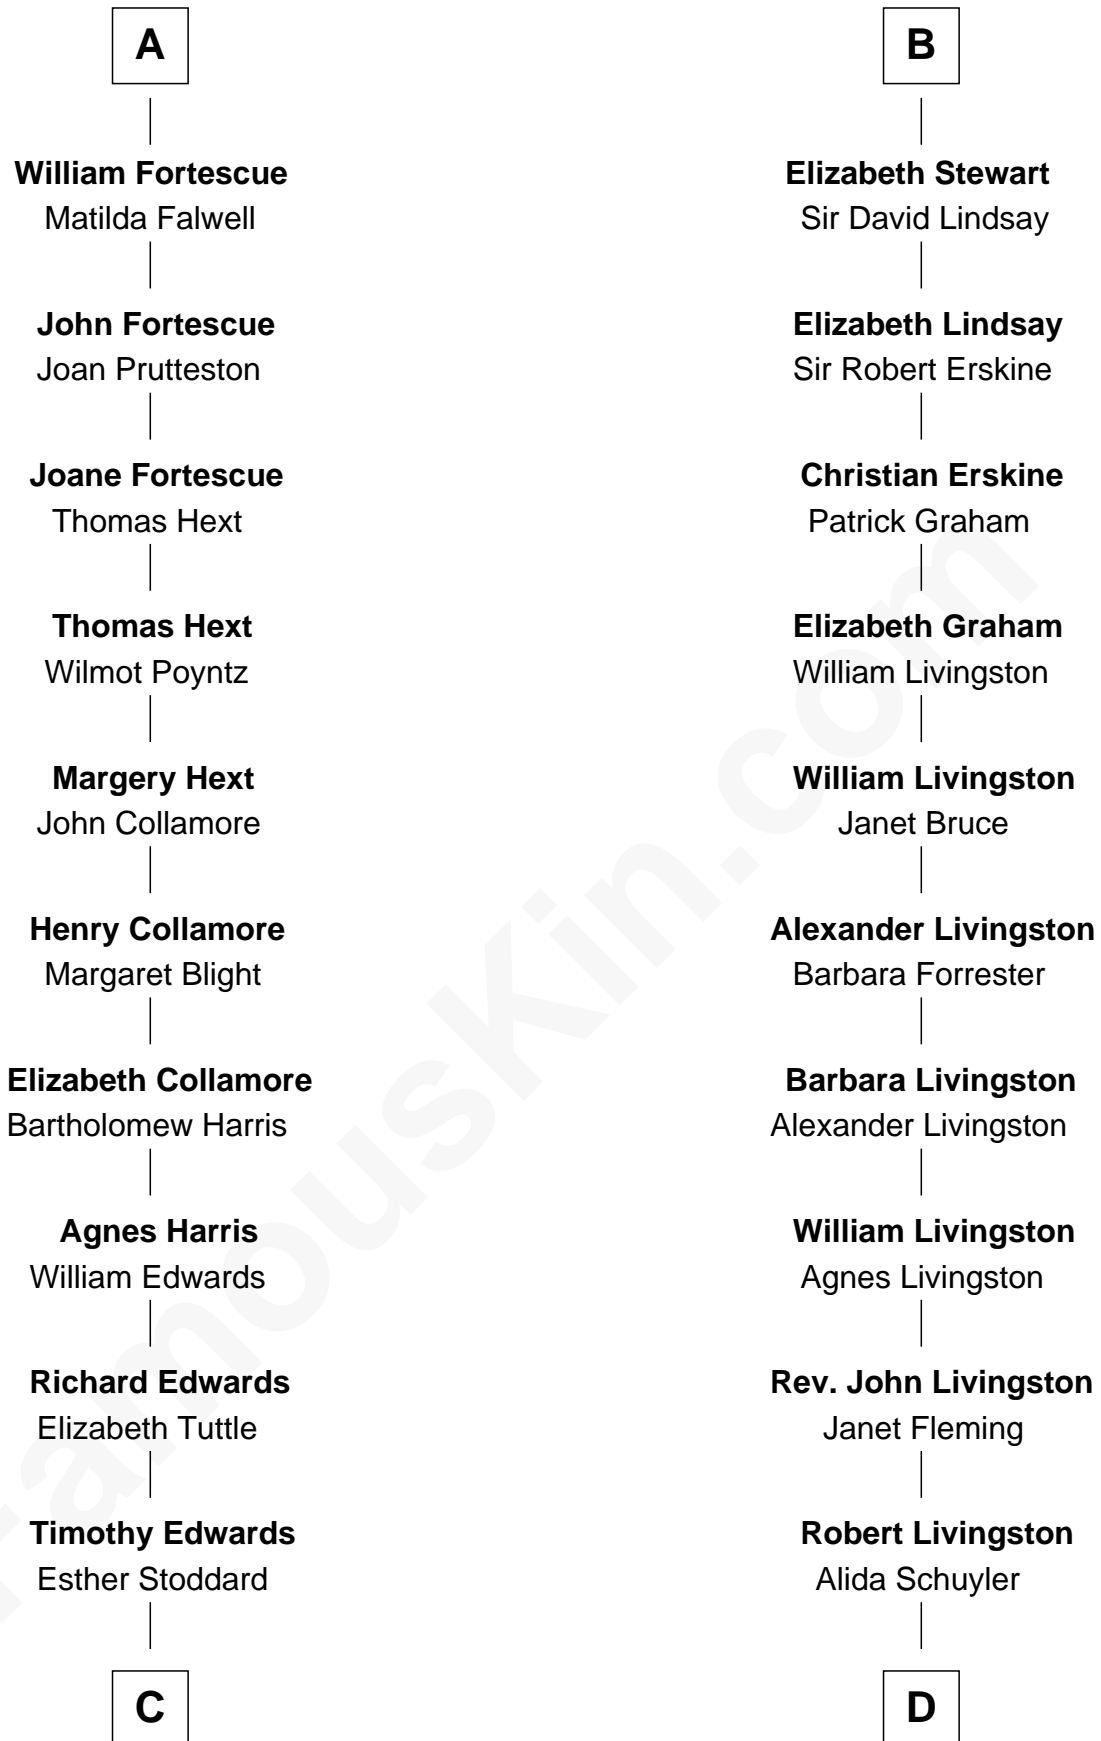 A
William Fortescue
Matilda Falwell
John Fortescue
Joan Prutteston
Joane Fortescue
Thomas Hext
Thomas Hext
Wilmot Poyntz
Margery Hext
John Collamore
Henry Collamore
Margaret Blight
Elizabeth Collamore
Bartholomew Harris
Agnes Harris
William Edwards
Richard Edwards
Elizabeth Tuttle
Timothy Edwards
Esther Stoddard
C
B
Elizabeth Stewart
Sir David Lindsay
Elizabeth Lindsay
Sir Robert Erskine
Christian Erskine
Patrick Graham
Elizabeth Graham
William Livingston
William Livingston
Janet Bruce
Alexander Livingston
Barbara Forrester
Barbara Livingston
Alexander Livingston
William Livingston
Agnes Livingston
Rev. John Livingston
Janet Fleming
Robert Livingston
Alida Schuyler
D
FamousKin.com